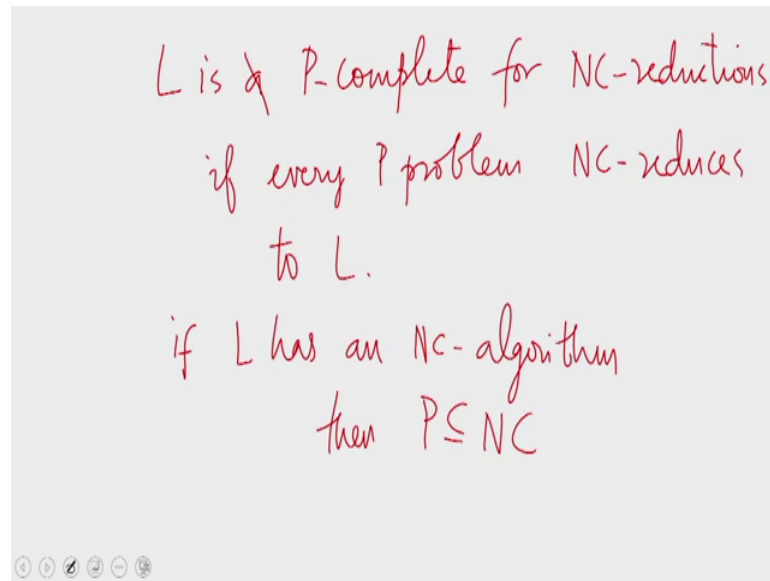 L is P-complete for NC-reductions
if every P problem NC-reduces
to L.
if L has an NC-algorithm
then P ⊆ NC